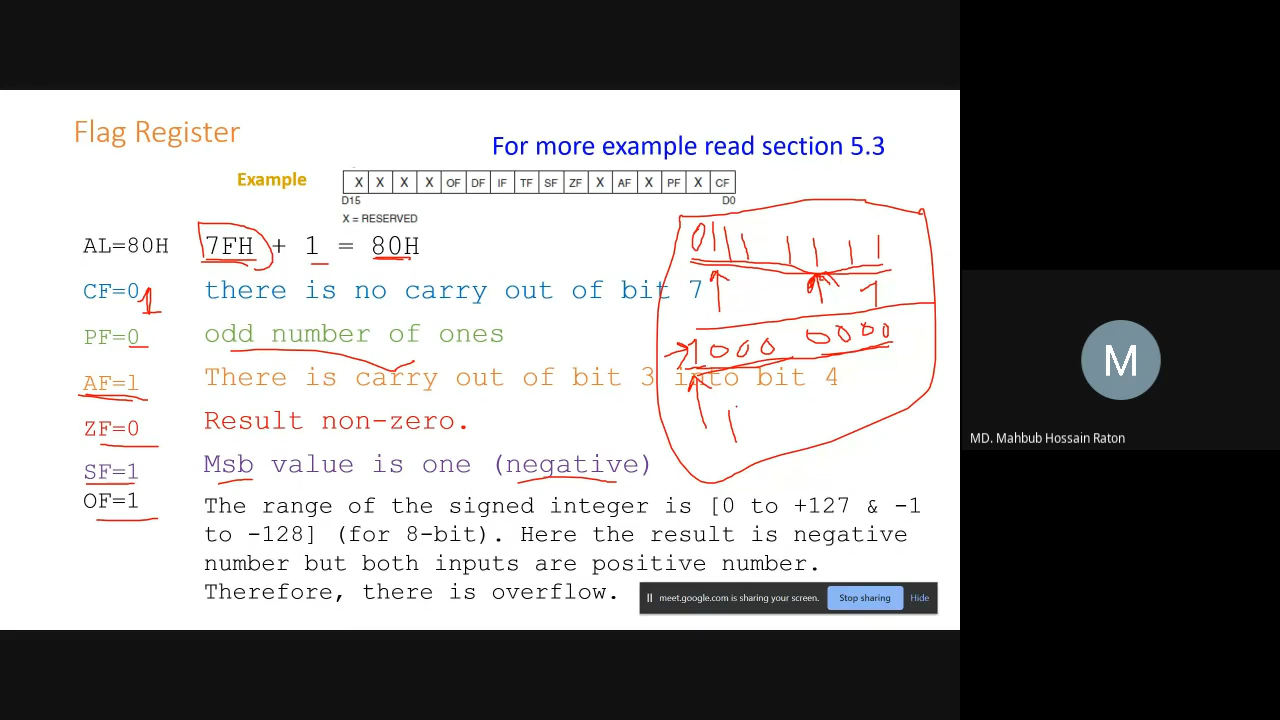 Flag Register
For more example read section 5.3
Example
X X X X OF DF IF TF SF ZF X AF X PF X CF
D15 D0
X = RESERVED
AL=80H 7FH + 1 = 80H
0111 1111
CF=0 1 there is no carry out of bit 7
1
PF=0 odd number of ones
1000 0000
AF=1 There is carry out of bit 3 into bit 4
ZF=0 Result non-zero.
SF=1 Msb value is one (negative)
OF=1 The range of the signed integer is [0 to +127 & -1
to -128] (for 8-bit). Here the result is negative
number but both inputs are positive number.
Therefore, there is overflow.
meet.google.com is sharing your screen. Stop sharing Hide
M
MD. Mahbub Hossain Raton